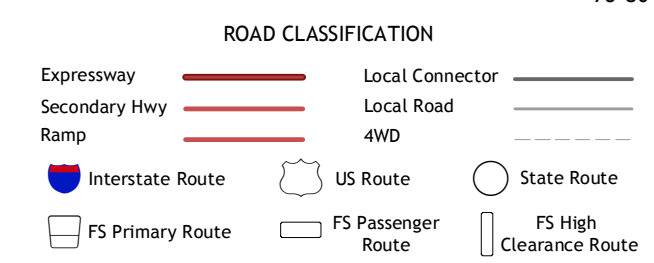 ROAD CLASSIFICATION
Expressway
Local Connector
Secondary Hwy
Local Road
Ramp
4WD
Interstate Route
US Route
State Route
FS Primary Route
FS Passenger
Route
FS High
Clearance Route